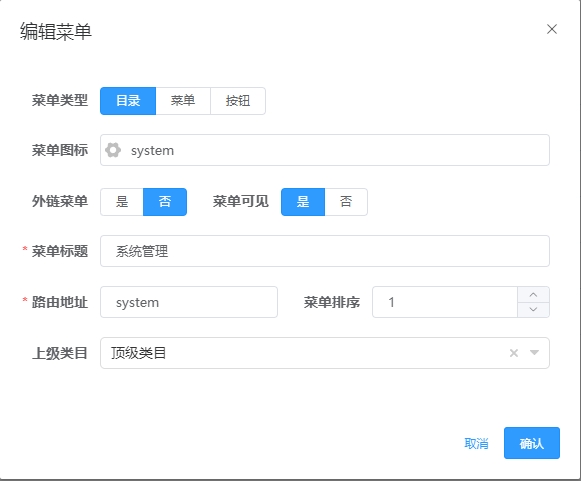 编辑菜单
菜单类型 目录 菜单 按钮
菜单图标 system
外链菜单 是 否 菜单可见 是 否
* 菜单标题 系统管理
* 路由地址 system 菜单排序 1
上级类目 顶级类目
取消 确认